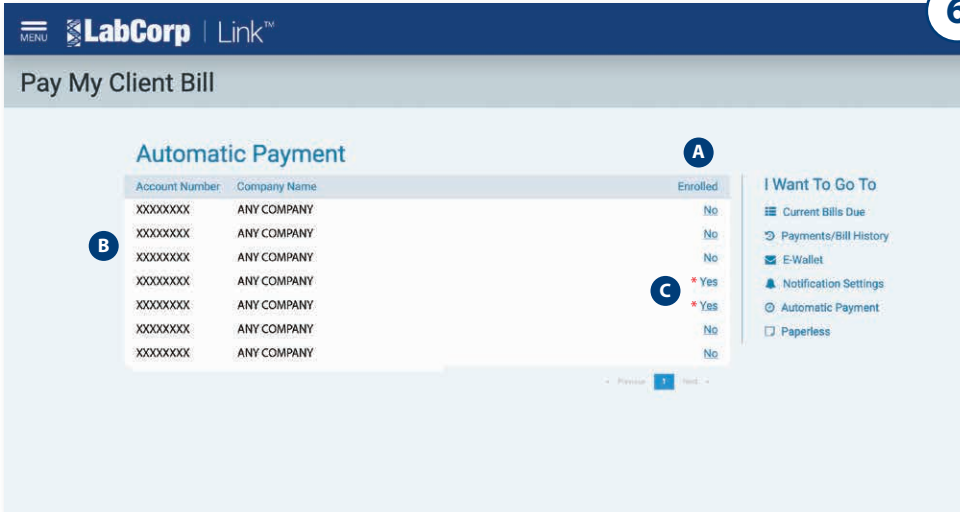 6
MENU LabCorp | Link™
Pay My Client Bill
Automatic Payment
A
Account Number Company Name Enrolled
XXXXXXXX ANY COMPANY No
XXXXXXXX ANY COMPANY No
B
XXXXXXXX ANY COMPANY No
XXXXXXXX ANY COMPANY * Yes
C
XXXXXXXX ANY COMPANY * Yes
XXXXXXXX ANY COMPANY No
XXXXXXXX ANY COMPANY No
« Previous 1 Next »
I Want To Go To
Current Bills Due
Payments/Bill History
E-Wallet
Notification Settings
Automatic Payment
Paperless